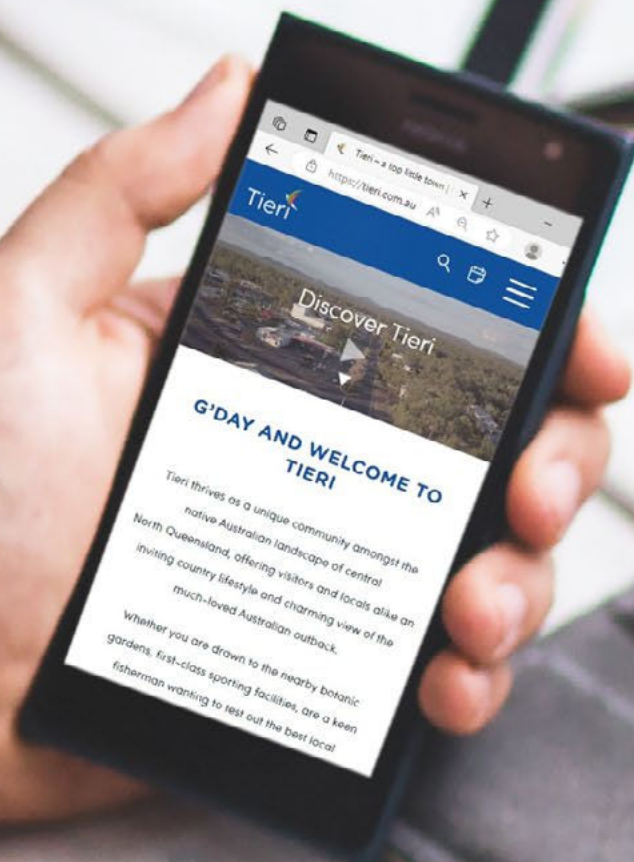 Tieri – a top little town |
https://tieri.com.au
Tieri
Discover Tieri
G'DAY AND WELCOME TO
TIERI
Tieri thrives as a unique community amongst the
native Australian landscape of central
North Queensland, offering visitors and locals alike an
inviting country lifestyle and charming view of the
much-loved Australian outback.
Whether you are drawn to the nearby botanic
gardens, first-class sporting facilities, are a keen
fisherman wanting to test out the best local